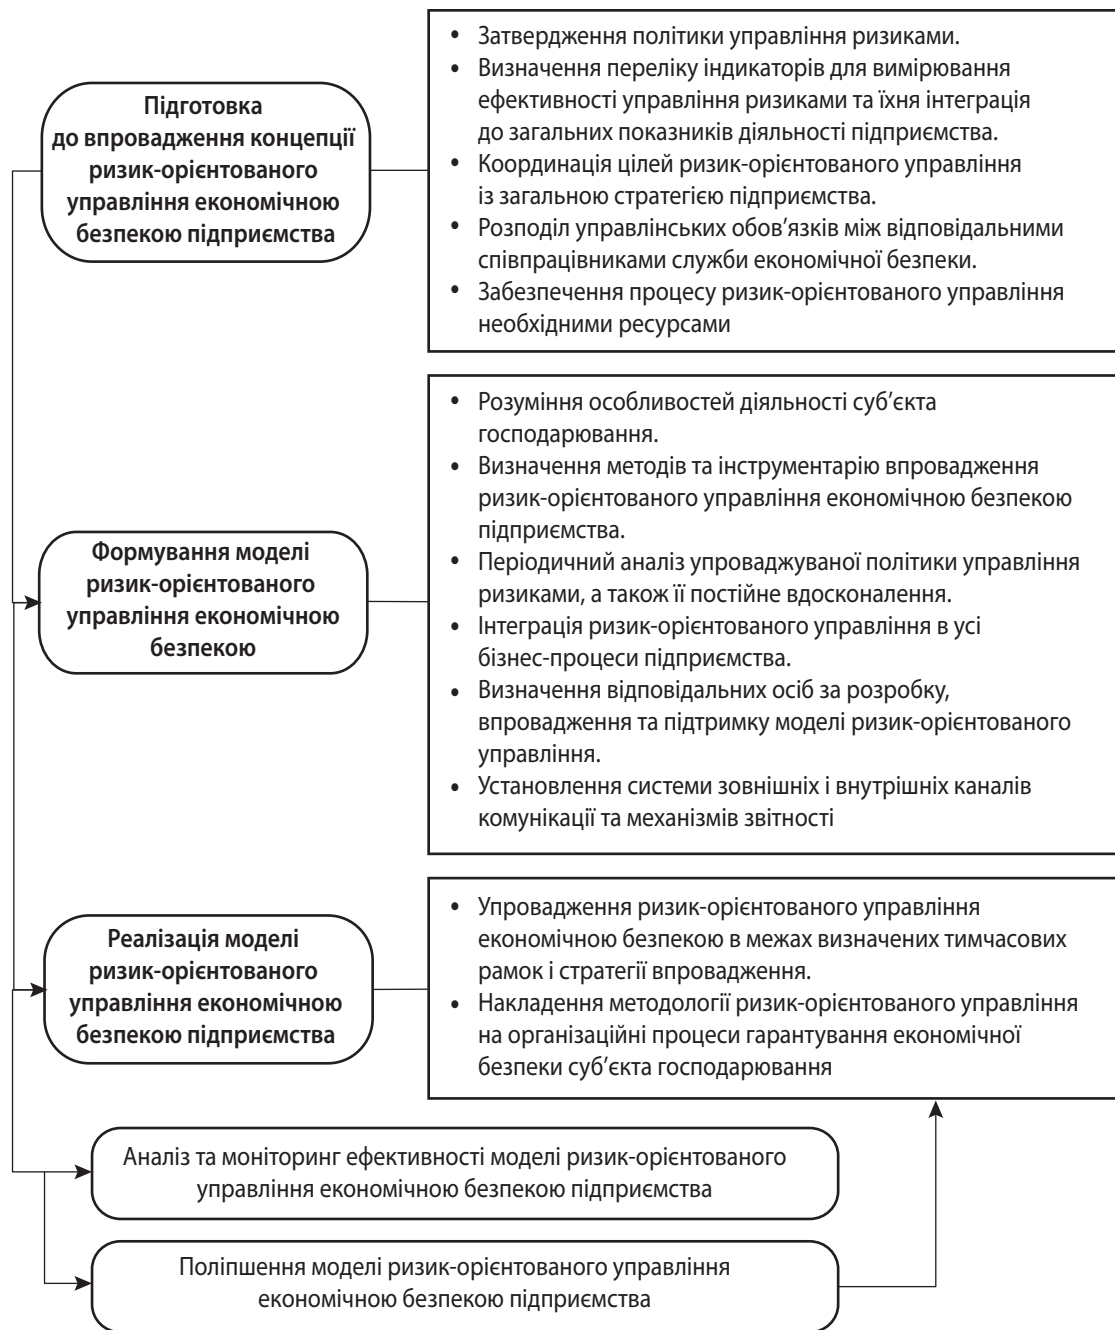 Підготовка
до впровадження концепції
ризик-орієнтованого
управління економічною
безпекою підприємства
• Затвердження політики управління ризиками.
• Визначення переліку індикаторів для вимірювання
ефективності управління ризиками та їхня інтеграція
до загальних показників діяльності підприємства.
• Координація цілей ризик-орієнтованого управління
із загальною стратегією підприємства.
• Розподіл управлінських обов’язків між відповідальними
співпрацівниками служби економічної безпеки.
• Забезпечення процесу ризик-орієнтованого управління
необхідними ресурсами
Формування моделі
ризик-орієнтованого
управління економічною
безпекою
• Розуміння особливостей діяльності суб’єкта
господарювання.
• Визначення методів та інструментарію впровадження
ризик-орієнтованого управління економічною безпекою
підприємства.
• Періодичний аналіз упроваджуваної політики управління
ризиками, а також її постійне вдосконалення.
• Інтеграція ризик-орієнтованого управління в усі
бізнес-процеси підприємства.
• Визначення відповідальних осіб за розробку,
впровадження та підтримку моделі ризик-орієнтованого
управління.
• Установлення системи зовнішніх і внутрішніх каналів
комунікації та механізмів звітності
Реалізація моделі
ризик-орієнтованого
управління економічною
безпекою підприємства
• Упровадження ризик-орієнтованого управління
економічною безпекою в межах визначених тимчасових
рамок і стратегії впровадження.
• Накладення методології ризик-орієнтованого управління
на організаційні процеси гарантування економічної
безпеки суб’єкта господарювання
Аналіз та моніторинг ефективності моделі ризик-орієнтованого
управління економічною безпекою підприємства
Поліпшення моделі ризик-орієнтованого управління
економічною безпекою підприємства